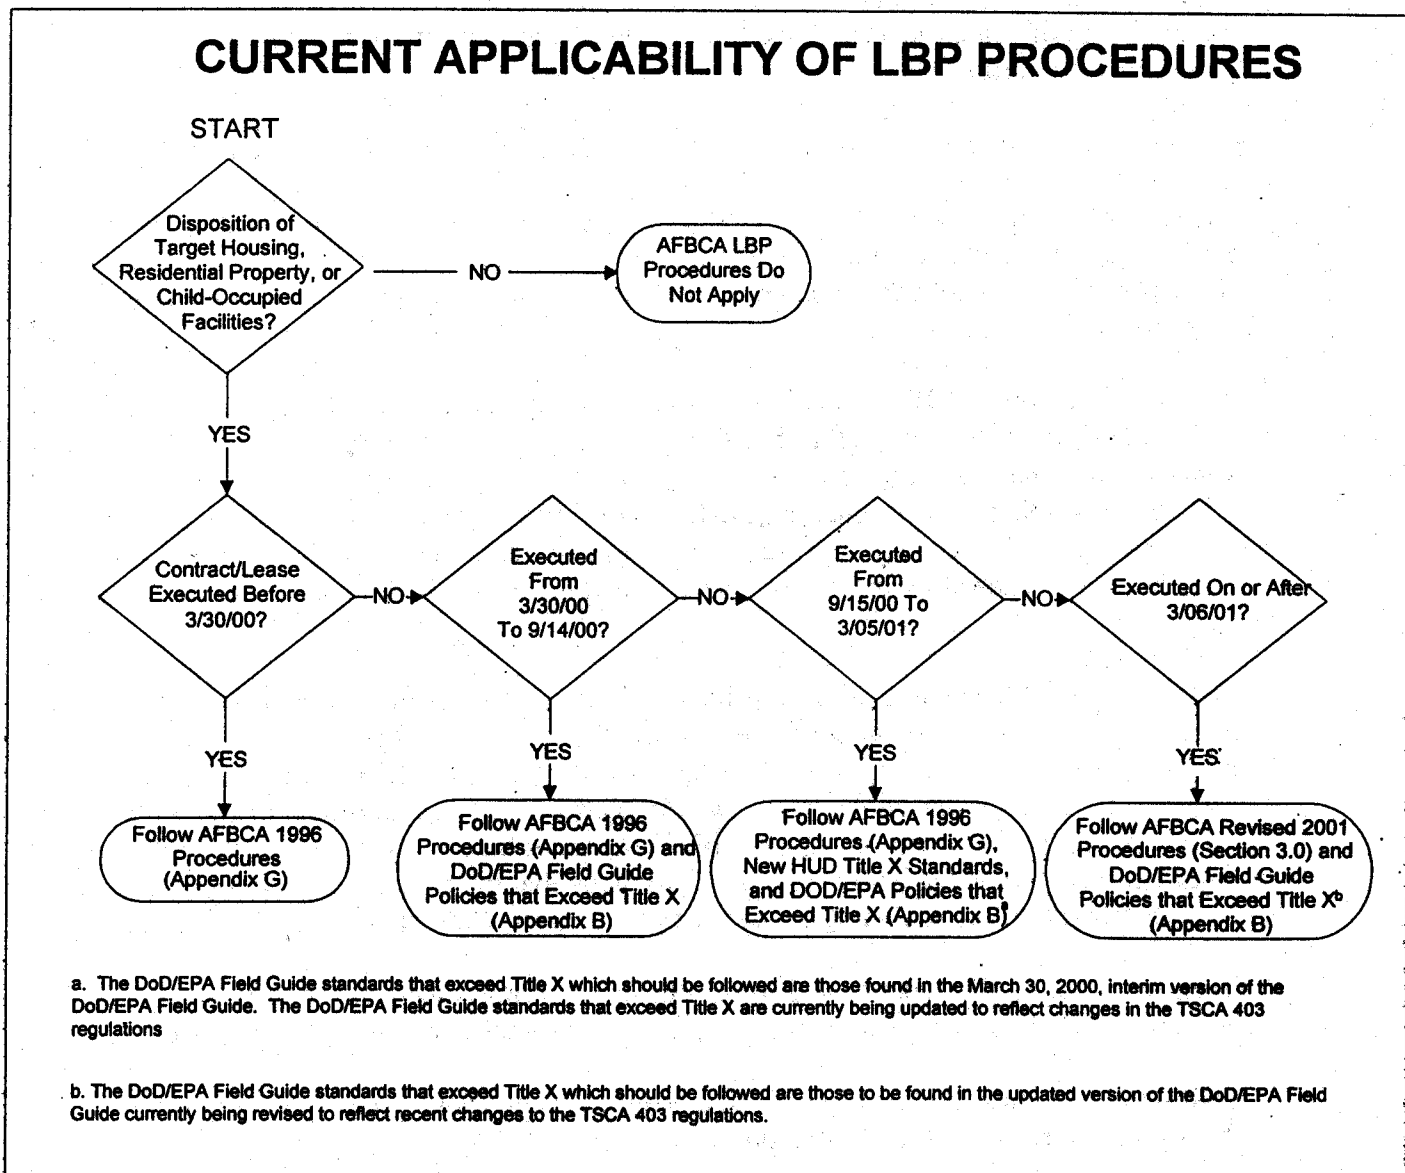 CURRENT APPLICABILITY OF LBP PROCEDURES
START
Disposition of
Target Housing,
Residential Property, or
Child-Occupied
Facilities?
NO
AFBCA LBP
Procedures Do
Not Apply
YES
Contract/Lease
Executed Before
3/30/00?
NO
Executed
From
3/30/00
To 9/14/00?
NO
Executed
From
9/15/00 To
3/05/01?
NO
Executed On or After
3/06/01?
YES
YES
YES
YES
Follow AFBCA 1996
Procedures
(Appendix G)
Follow AFBCA 1996
Procedures (Appendix G) and
DoD/EPA Field Guide
Policies that Exceed Title X
(Appendix B)
Follow AFBCA 1996
Procedures (Appendix G),
New HUD Title X Standards,
and DOD/EPA Policies that
Exceed Title X (Appendix B)
Follow AFBCA Revised 2001
Procedures (Section 3.0) and
DoD/EPA Field Guide
Policies that Exceed Title Xb
(Appendix B)
a. The DoD/EPA Field Guide standards that exceed Title X which should be followed are those found in the March 30, 2000, interim version of the
DoD/EPA Field Guide. The DoD/EPA Field Guide standards that exceed Title X are currently being updated to reflect changes in the TSCA 403
regulations
b. The DoD/EPA Field Guide standards that exceed Title X which should be followed are those to be found in the updated version of the DoD/EPA Field
Guide currently being revised to reflect recent changes to the TSCA 403 regulations.